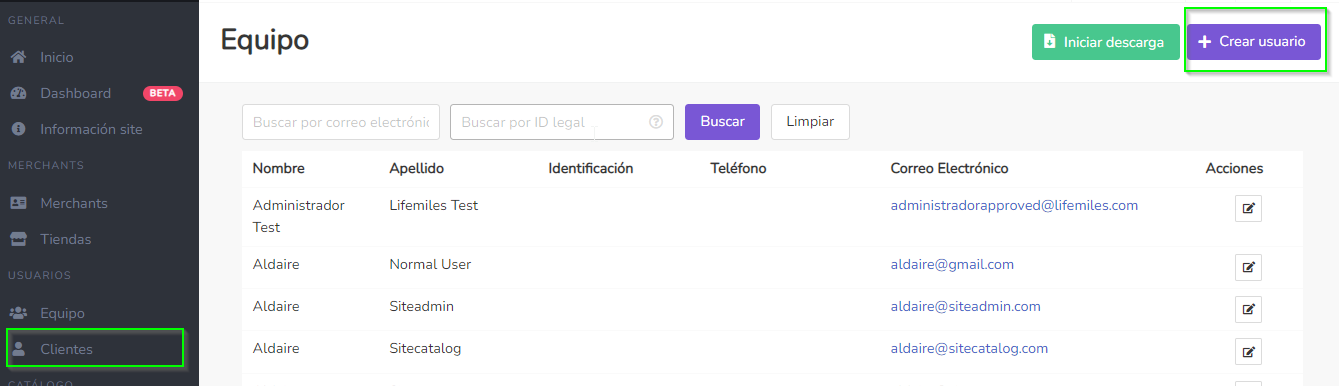 GENERAL
Inicio
Dashboard BETA
Información site
MERCHANTS
Merchants
Tiendas
USUARIOS
Equipo
Clientes
CATÁLOGO
Equipo
Iniciar descarga
Crear usuario
Buscar por correo electrónic
Buscar por ID legal
Buscar
Limpiar
Nombre Apellido Identificación Teléfono Correo Electrónico Acciones
Administrador Lifemiles Test administradorapproved@lifemiles.com
Test
Aldaire Normal User aldaire@gmail.com
Aldaire Siteadmin aldaire@siteadmin.com
Aldaire Sitecatalog aldaire@sitecatalog.com